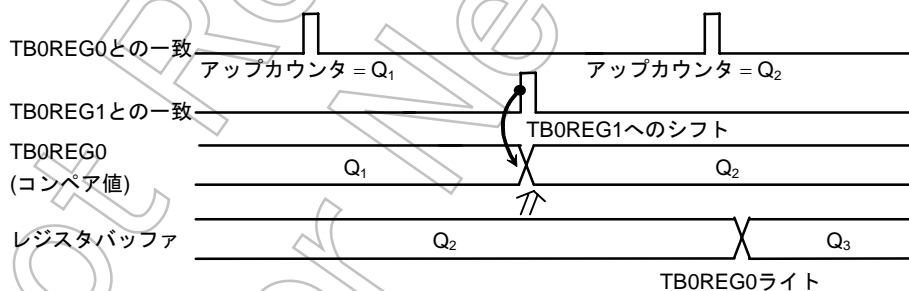 TB0REG0との一致
アップカウンタ = Q1
アップカウンタ = Q2
TB0REG1との一致
TB0REG1へのシフト
TB0REG0
(コンペア値)
Q1
Q2
レジスタバッファ
Q2
Q3
TB0REG0ライト